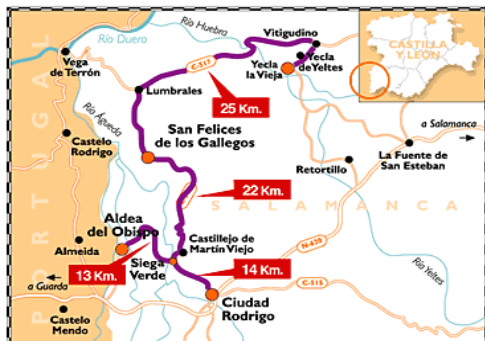 Río Duero
Río Huebra
Vitigudino
CASTILLA
Y LEÓN
Vega
de Terrón
C-517
Yecla
la Vieja
Yecla
de Yeltes
Lumbrales
25 Km.
a Salamanca
Río Águeda
San Felices
de los Gallegos
Castelo
Rodrigo
La Fuente de
San Esteban
Retortillo
22 Km.
PORTUGAL
SALAMANCA
Aldea
del Obispo
Castillejo de
Martín Viejo
Almeida
N-620
13 Km.
Siega
Verde
14 Km.
Río Yeltes
a Guarda
C-515
Ciudad
Rodrigo
Castelo
Mendo